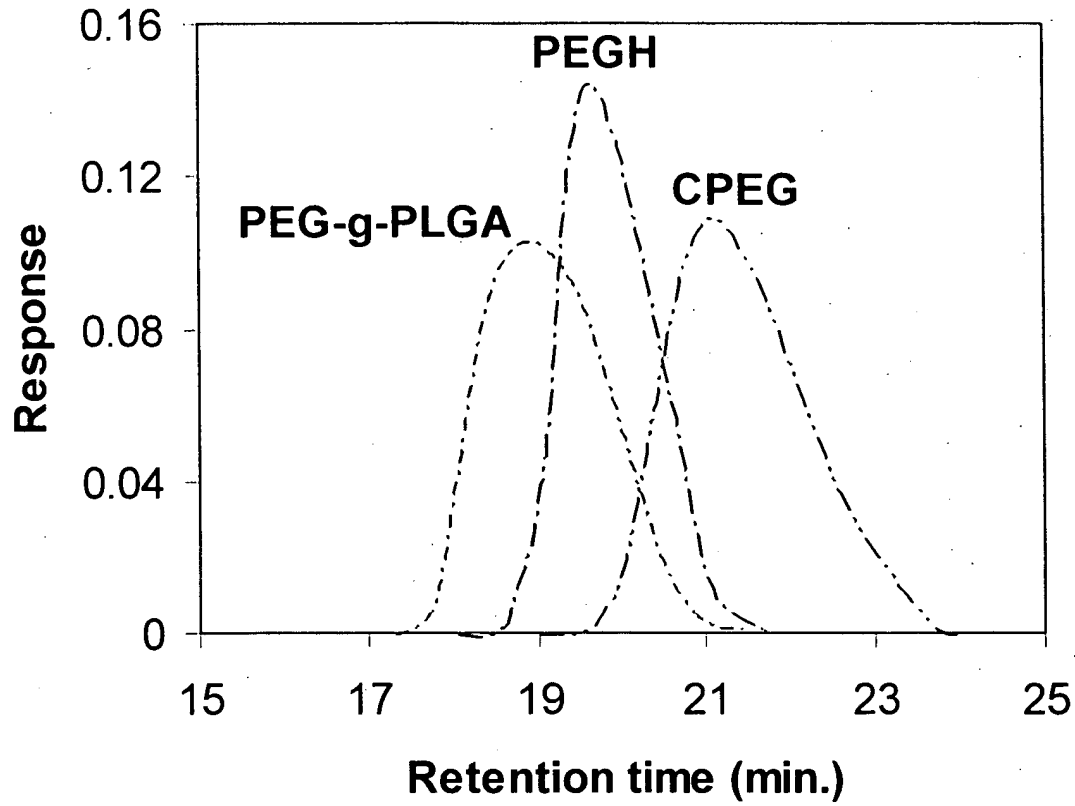 0.16
PEGH
0.12
CPEG
PEG-g-PLGA
Response
0.08
0.04
0
15 17 19 21 23 25
Retention time (min.)